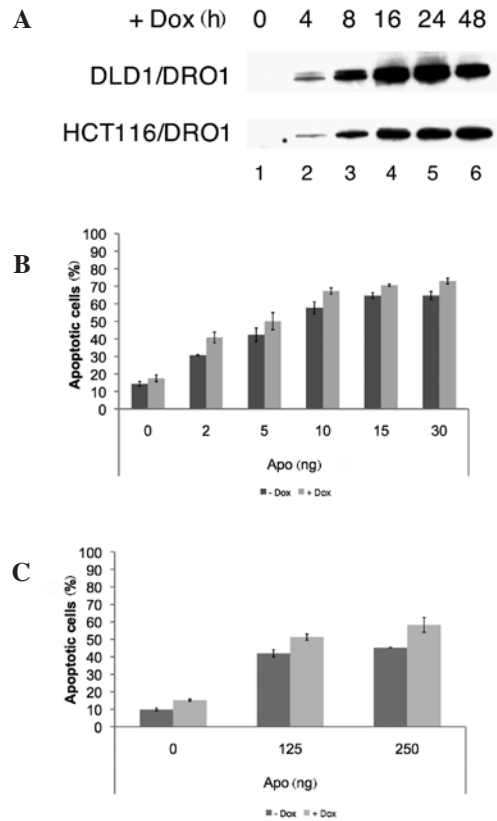 A + Dox (h) 0 4 8 16 24 48
DLD1/DRO1
HCT116/DRO1
1 2 3 4 5 6
B
Apoptotic cells (%)
100
90
80
70
60
50
40
30
20
10
0
0 2 5 10 15 30
Apo (ng)
- Dox + Dox
C
Apoptotic cells (%)
100
90
80
70
60
50
40
30
20
10
0
0 125 250
Apo (ng)
- Dox + Dox